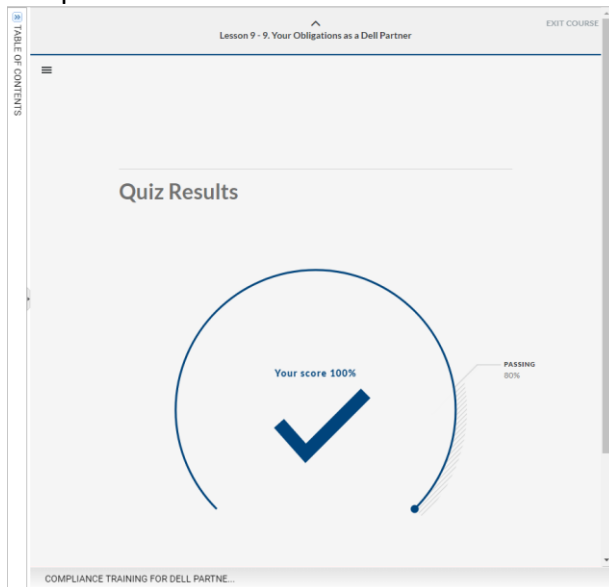 TABLE OF CONTENTS
Lesson 9 - 9. Your Obligations as a Dell Partner
EXIT COURSE
Quiz Results
Your score 100%
PASSING
80%
COMPLIANCE TRAINING FOR DELL PARTNE...